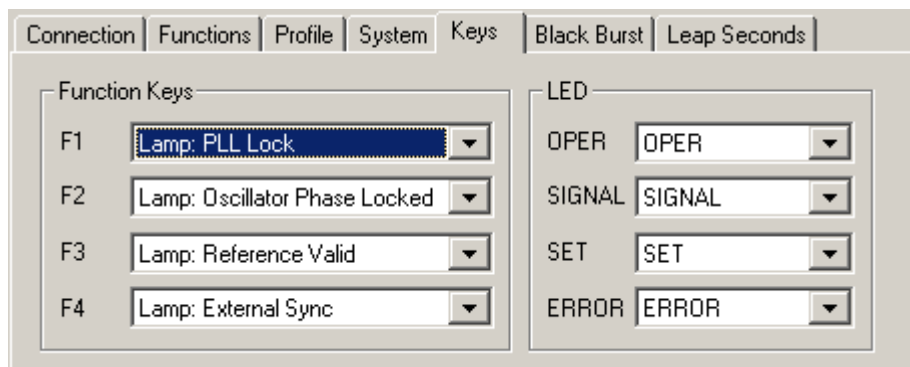 Connection Functions Profile System Keys Black Burst Leap Seconds
Function Keys
F1 Lamp: PLL Lock
F2 Lamp: Oscillator Phase Locked
F3 Lamp: Reference Valid
F4 Lamp: External Sync
LED
OPER OPER
SIGNAL SIGNAL
SET SET
ERROR ERROR